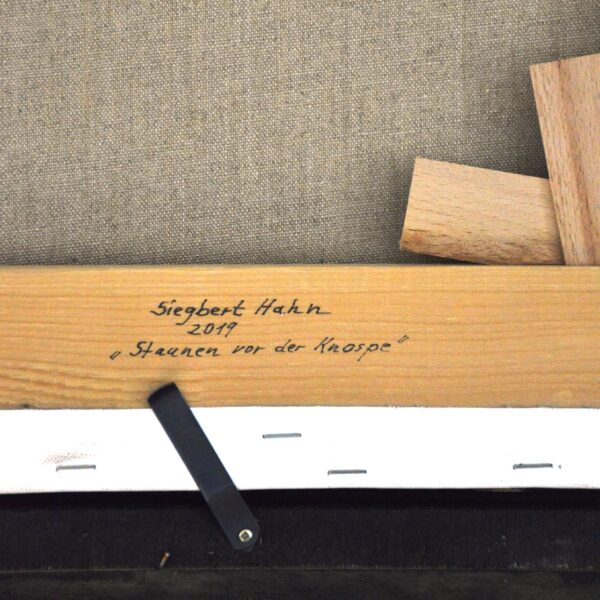 Siegbert Hahn
2019
„Staunen vor der Knospe“